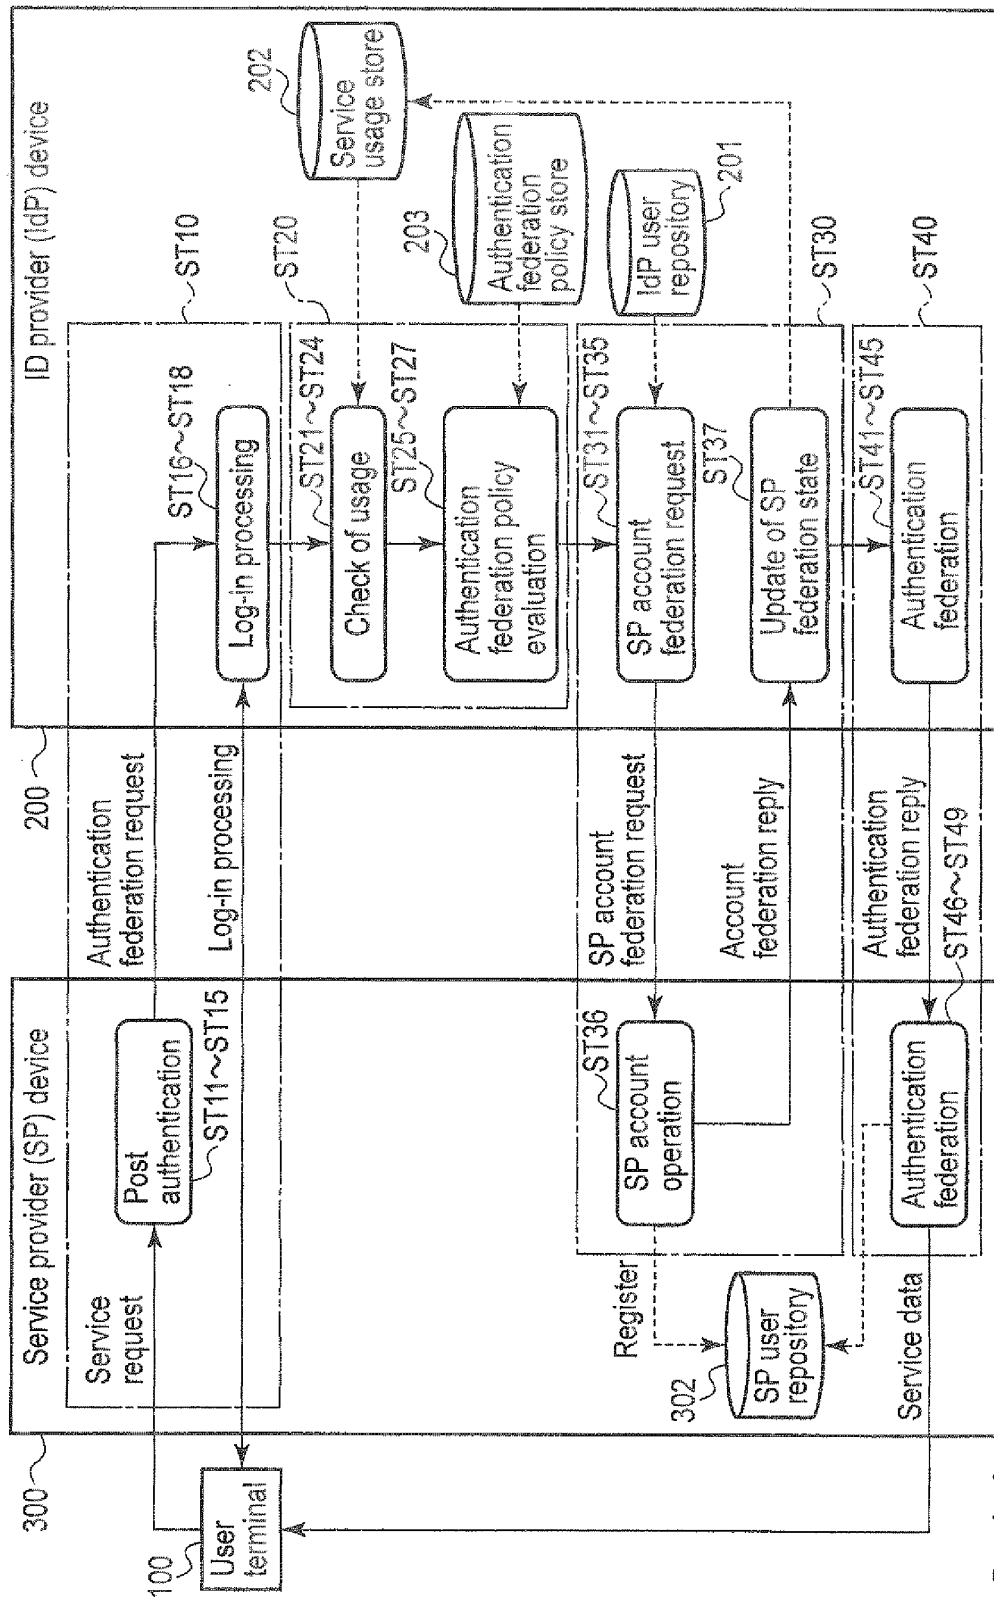 300
Service provider (SP) device
200
ID provider (IdP) device
100
User
terminal
Service
request
Post
authentication
ST11~ST15
Authentication
federation request
Log-in processing
ST16~ST18
Log-in processing
ST10
ST21~ST24
Check of usage
ST20
202
Service
usage store
ST25~ST27
Authentication
federation policy
evaluation
203
Authentication
federation
policy store
ST36
SP account
operation
Register
302
SP user
repository
SP account
federation request
ST31~ST35
SP account
federation request
IdP user
repository
201
Account
federation reply
ST37
Update of SP
federation state
ST30
Service data
Authentication
federation
ST46~ST49
Authentication
federation reply
ST41~ST45
Authentication
federation
ST40